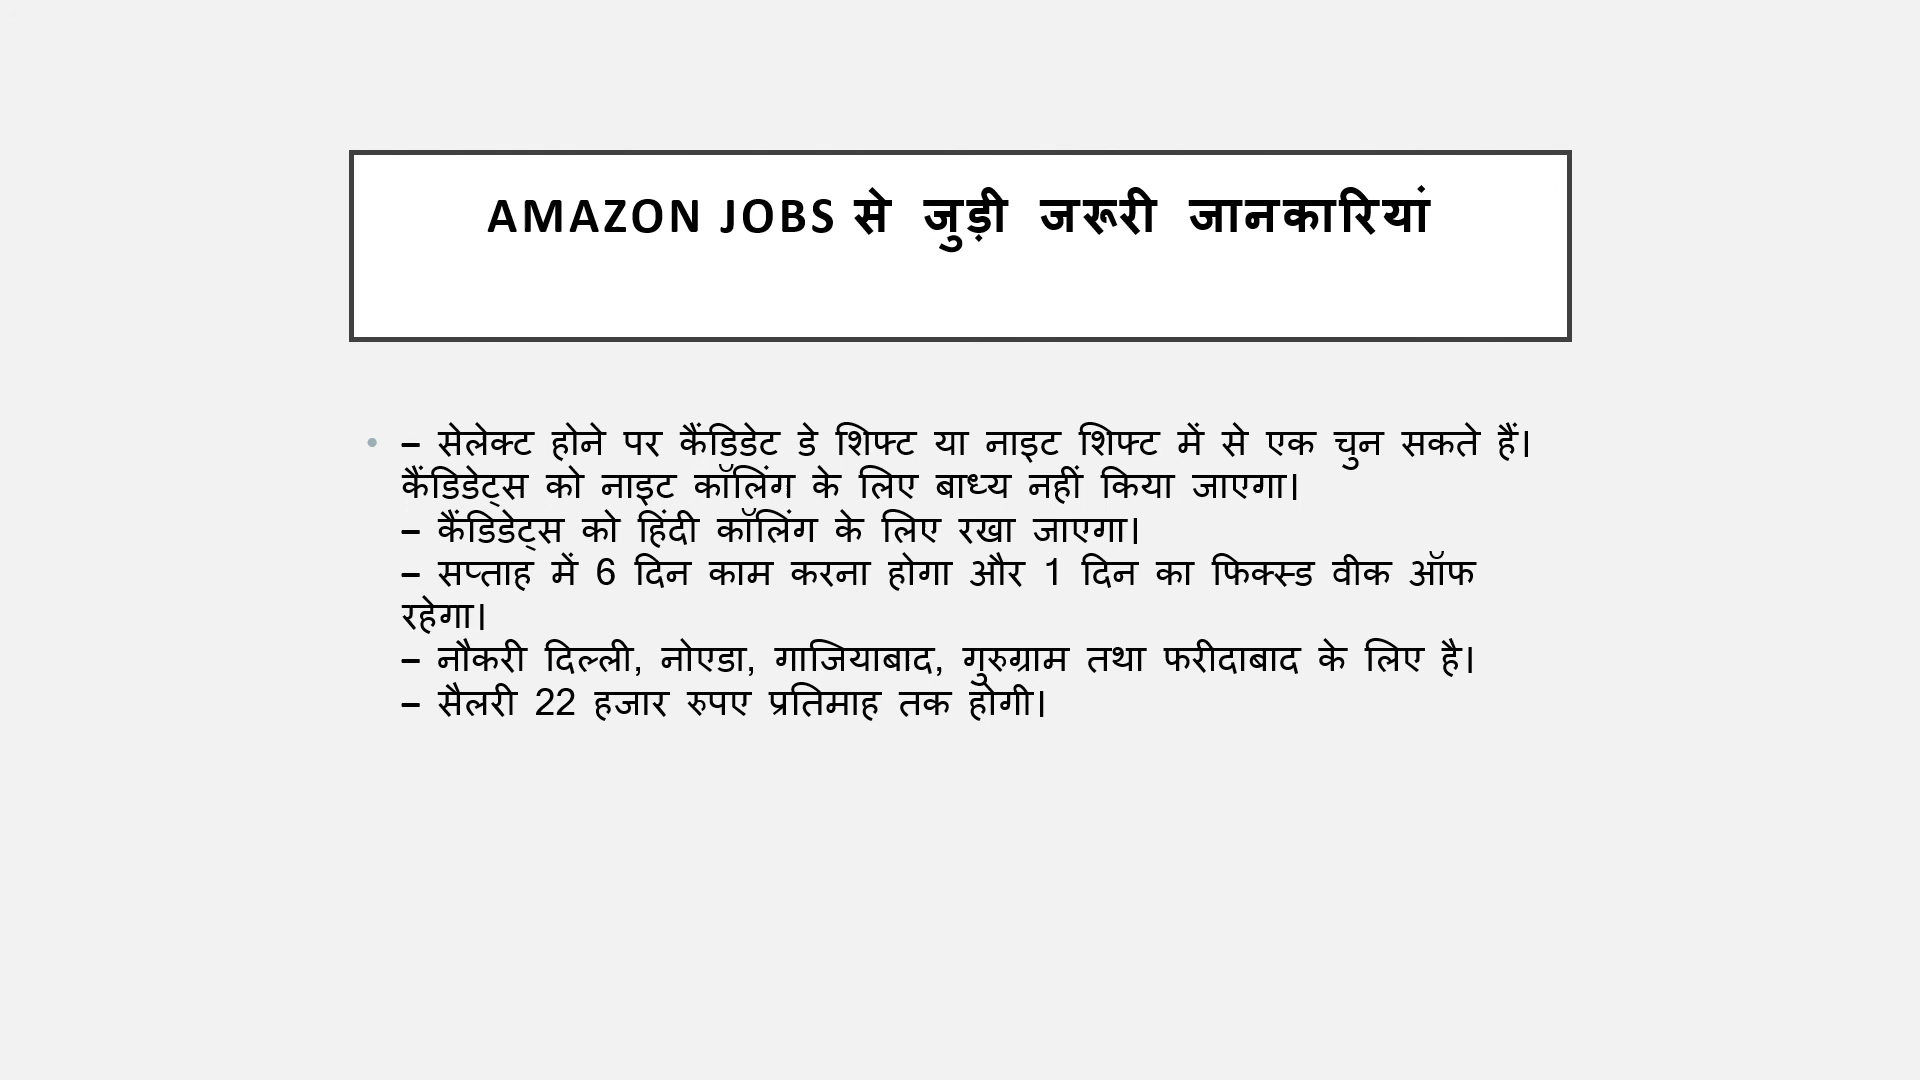 AMAZON JOBS से जुड़ी जरूरी जानकारियां
• – सेलेक्ट होने पर कैंडिडेट डे शिफ्ट या नाइट शिफ्ट में से एक चुन सकते हैं।
कैंडिडेट्स को नाइट कॉलिंग के लिए बाध्य नहीं किया जाएगा।
– कैंडिडेट्स को हिंदी कॉलिंग के लिए रखा जाएगा।
– सप्ताह में 6 दिन काम करना होगा और 1 दिन का फिक्स्ड वीक ऑफ
रहेगा।
– नौकरी दिल्ली, नोएडा, गाजियाबाद, गुरुग्राम तथा फरीदाबाद के लिए है।
– सैलरी 22 हजार रुपए प्रतिमाह तक होगी।